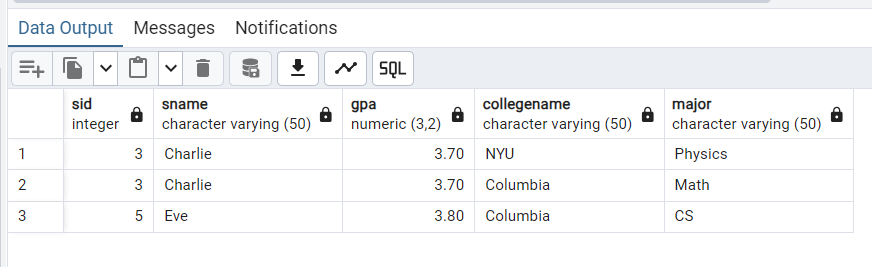 Data Output Messages Notifications
SQL
sid sname gpa collegename major
integer character varying (50) numeric (3,2) character varying (50) character varying (50)
1 3 Charlie 3.70 NYU Physics
2 3 Charlie 3.70 Columbia Math
3 5 Eve 3.80 Columbia CS